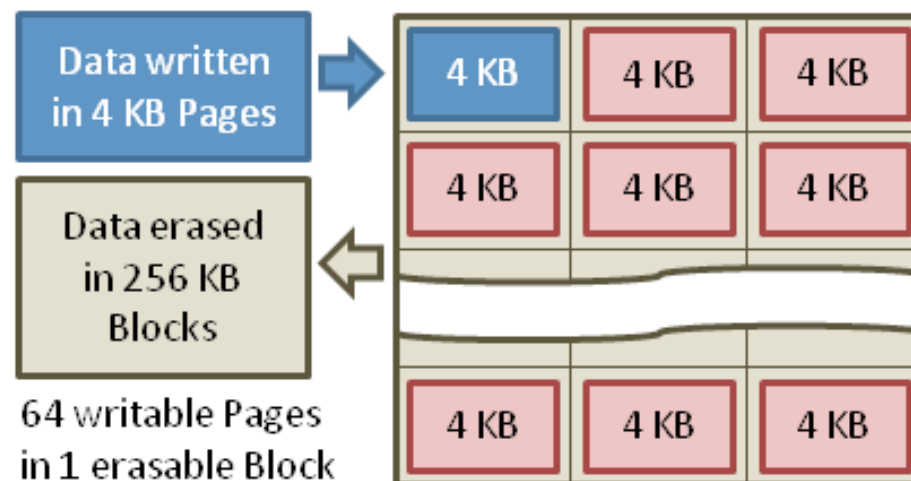 Data written
in 4 KB Pages
4 KB 4 KB 4 KB
4 KB 4 KB 4 KB
Data erased
in 256 KB
Blocks
64 writable Pages
in 1 erasable Block
4 KB 4 KB 4 KB